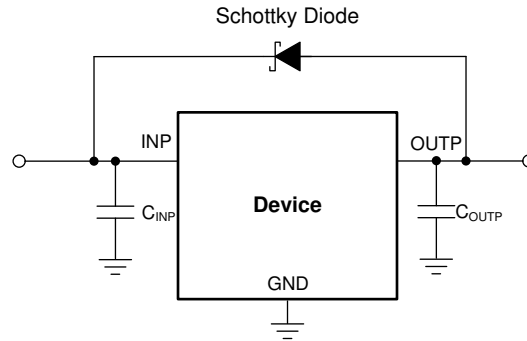 Schottky Diode
INP
OUTP
CINP
Device
COUTP
GND